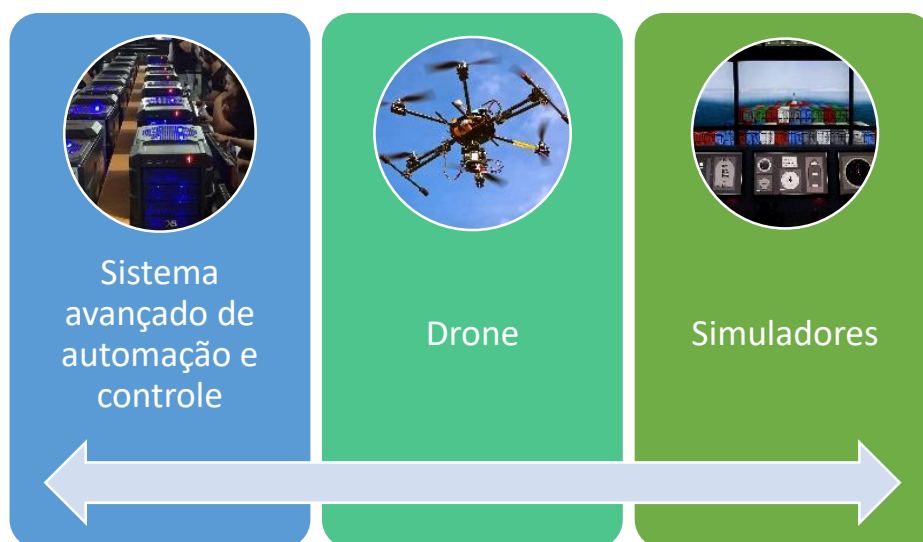 Sistema
avançado de
automação e
controle
Drone
Simuladores